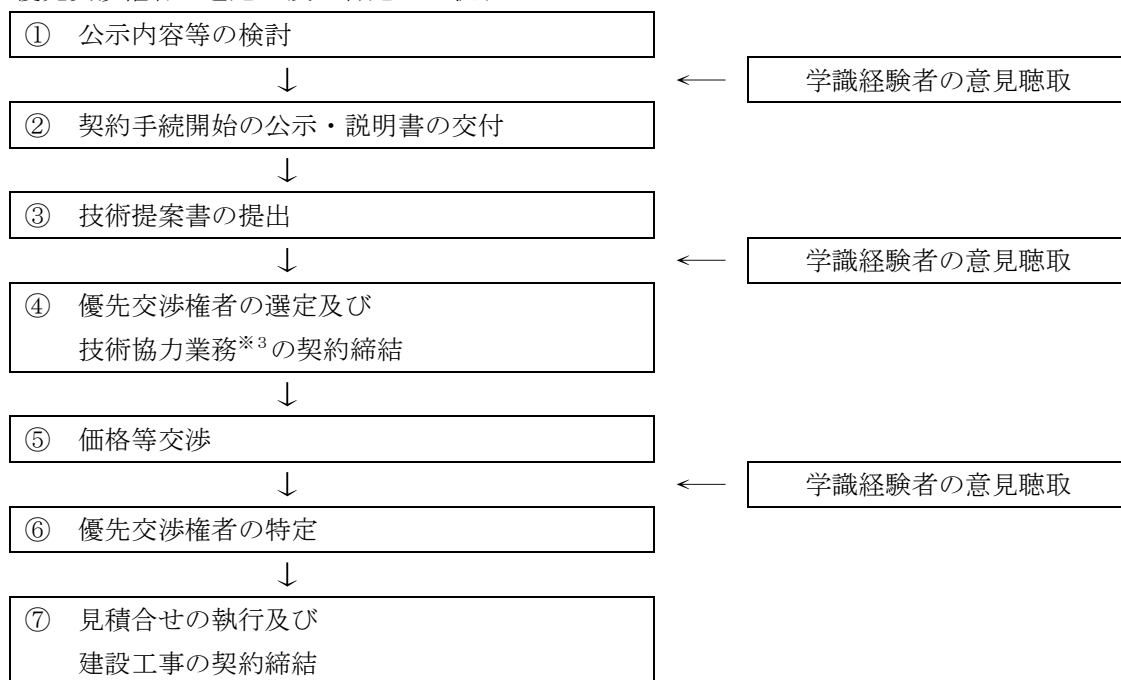 ① 公示内容等の検討
↓ ← 学識経験者の意見聴取
② 契約手続開始の公示・説明書の交付
↓
③ 技術提案書の提出
↓ ← 学識経験者の意見聴取
④ 優先交渉権者の選定及び
技術協力業務※3の契約締結
↓
⑤ 価格等交渉
↓ ← 学識経験者の意見聴取
⑥ 優先交渉権者の特定
↓
⑦ 見積合せの執行及び
建設工事の契約締結